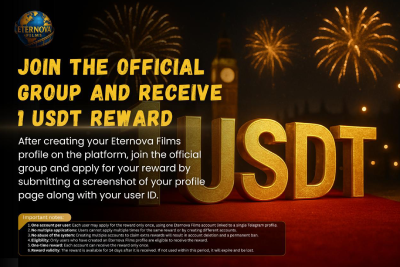 ETERNOVA
FILMS
JOIN THE OFFICIAL
GROUP AND RECEIVE
1 USDT REWARD
1 USDT
After creating your Eternova Films
profile on the platform, join the official
group and apply for your reward by
submitting a screenshot of your profile
page along with your user ID.
Important notes:
1. One account per user: Each user may apply for the reward only once, using one Eternova Films account linked to a single Telegram profile.
2. No multiple applications: Users cannot apply multiple times for the same reward or by creating different accounts.
3. No abuse of the system: Creating multiple accounts to claim extra rewards will result in account deletion and a permanent ban.
4. Eligibility: Only users who have created an Eternova Films profile are eligible to receive the reward.
5. One-time reward: Each account can receive the reward only once.
6. Reward validity: The reward is available for 14 days after it is received. If not used within this period, it will expire and be lost.